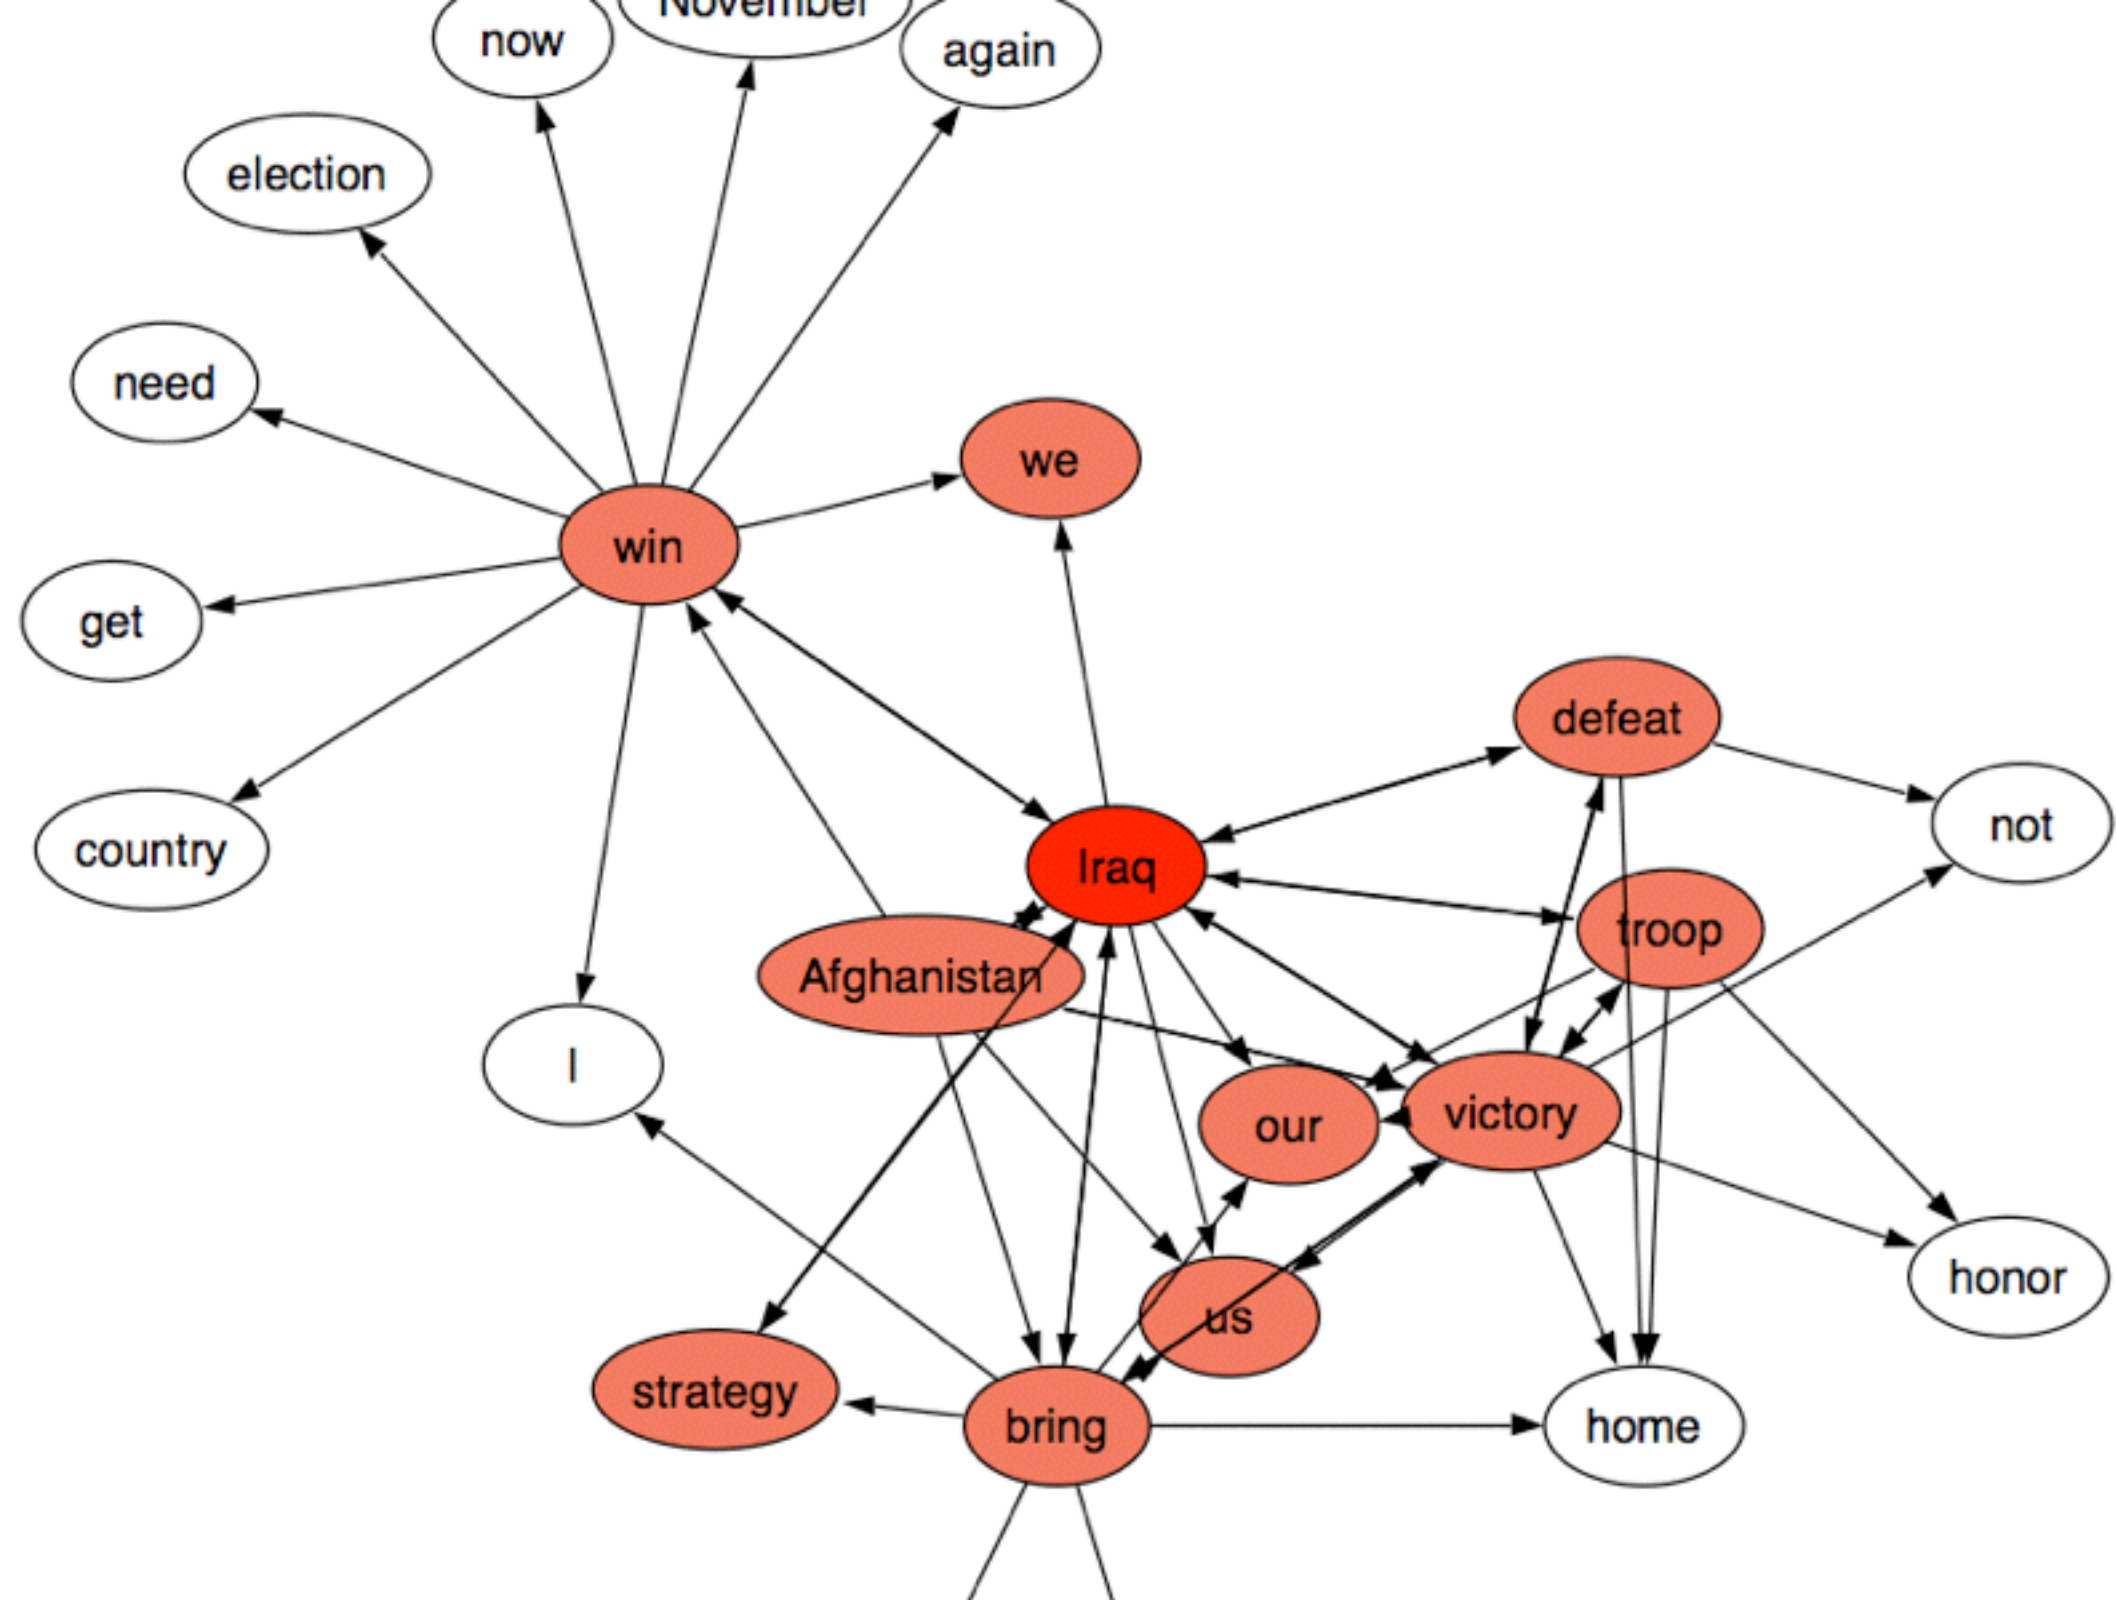 now
November
again
election
need
we
win
get
defeat
country
not
Iraq
troop
Afghanistan
I
our
victory
honor
us
strategy
bring
home